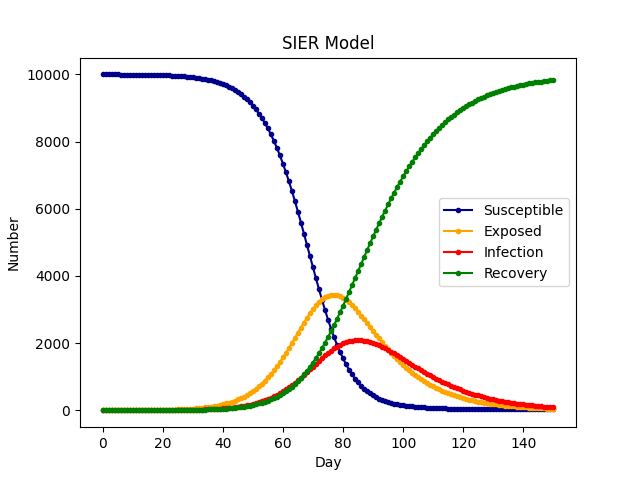 SIER Model
10000
8000
6000
4000
2000
0
Number
Susceptible
Exposed
Infection
Recovery
0 20 40 60 80 100 120 140
Day